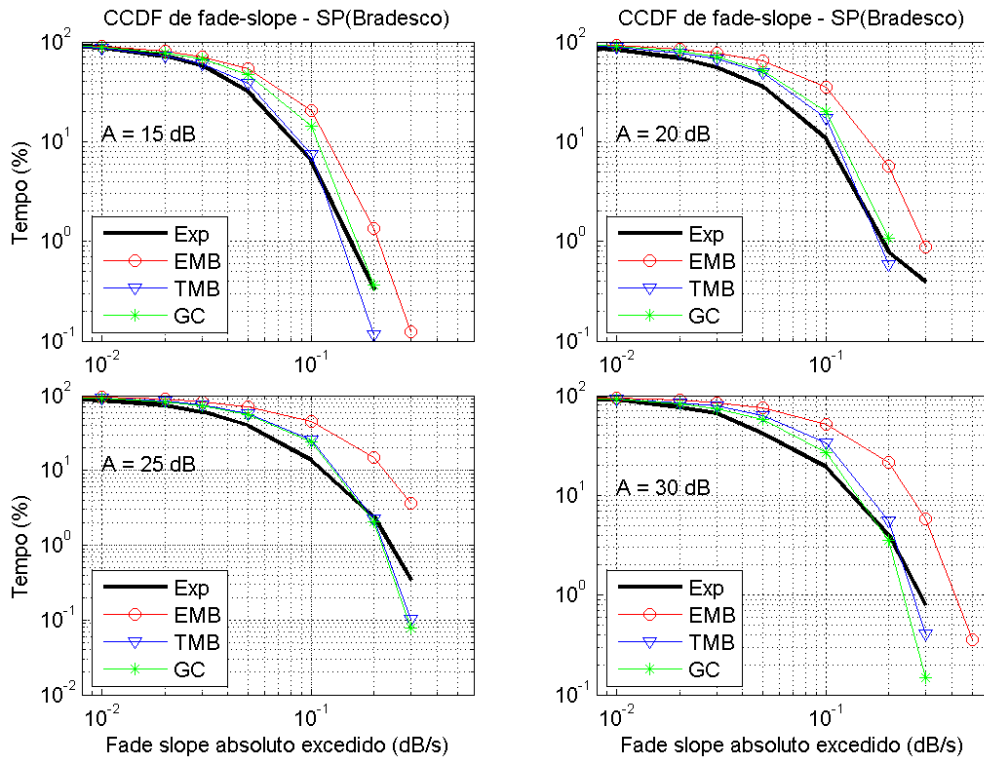 CCDF de fade-slope - SP(Bradesco)
Tempo (%)
10^2
10^1
10^0
10^-1
A = 15 dB
Exp
EMB
TMB
GC
10^-2
10^-1
CCDF de fade-slope - SP(Bradesco)
10^2
10^1
10^0
10^-1
A = 20 dB
Exp
EMB
TMB
GC
10^-2
10^-1
Tempo (%)
10^2
10^1
10^0
10^-1
10^-2
A = 25 dB
Exp
EMB
TMB
GC
10^-2
10^-1
Fade slope absoluto excedido (dB/s)
10^2
10^1
10^0
10^-1
A = 30 dB
Exp
EMB
TMB
GC
10^-2
10^-1
Fade slope absoluto excedido (dB/s)